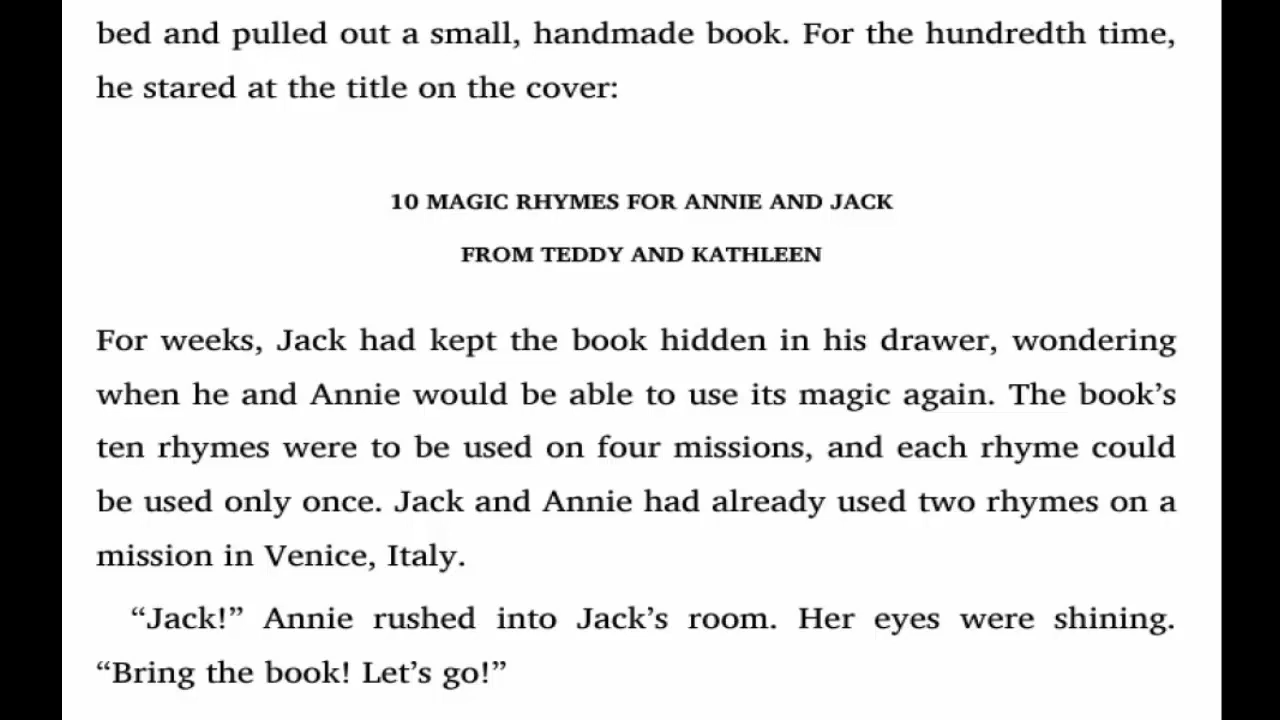 bed and pulled out a small, handmade book. For the hundredth time,
he stared at the title on the cover:
10 MAGIC RHYMES FOR ANNIE AND JACK
FROM TEDDY AND KATHLEEN
For weeks, Jack had kept the book hidden in his drawer, wondering
when he and Annie would be able to use its magic again. The book’s
ten rhymes were to be used on four missions, and each rhyme could
be used only once. Jack and Annie had already used two rhymes on a
mission in Venice, Italy.
“Jack!” Annie rushed into Jack’s room. Her eyes were shining.
“Bring the book! Let’s go!”